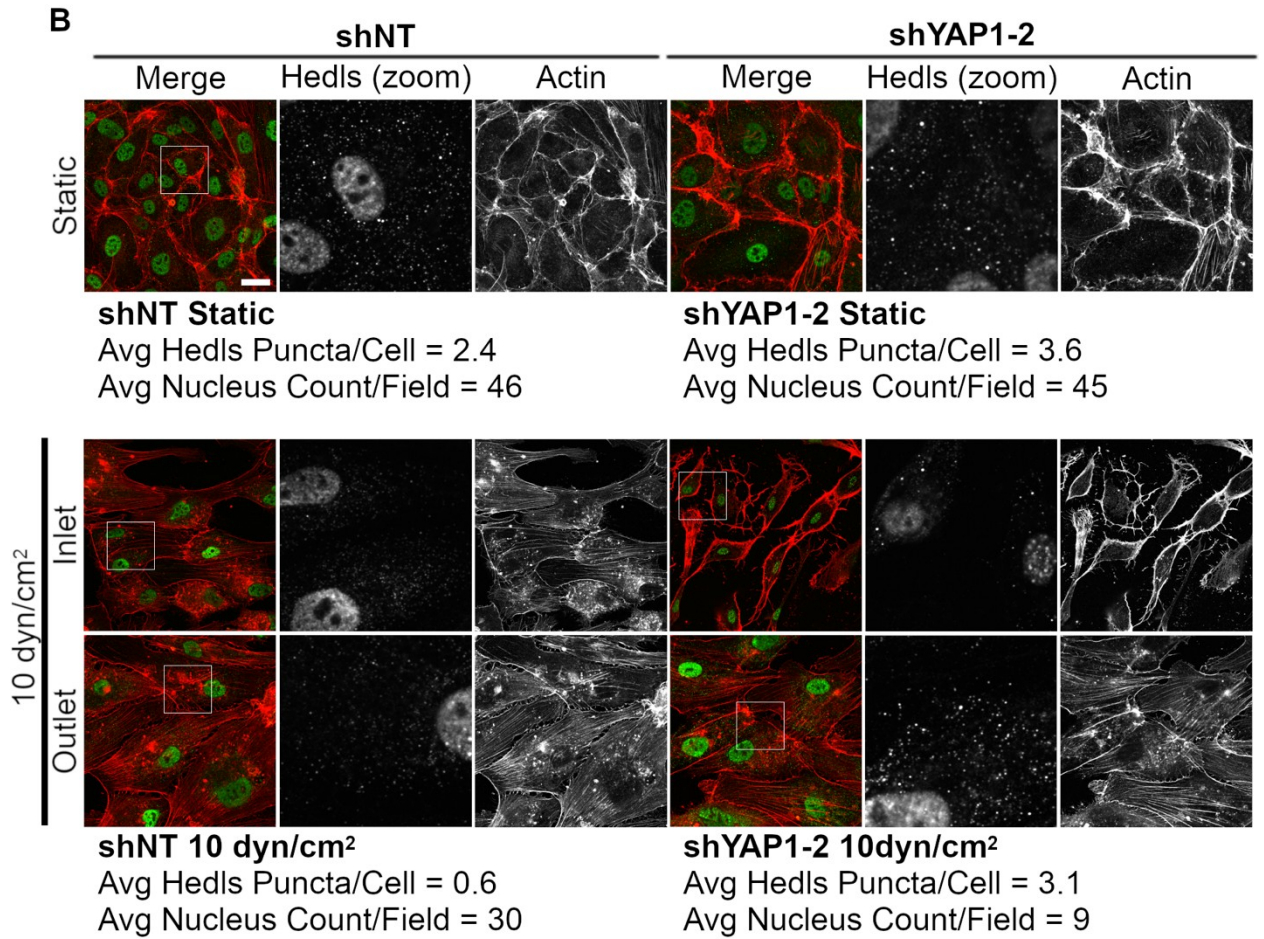 B
shNT shYAP1-2
Merge Hedls (zoom) Actin Merge Hedls (zoom) Actin
Static
shNT Static
Avg Hedls Puncta/Cell = 2.4
Avg Nucleus Count/Field = 46
shYAP1-2 Static
Avg Hedls Puncta/Cell = 3.6
Avg Nucleus Count/Field = 45
10 dyn/cm²
Inlet
Outlet
shNT 10 dyn/cm²
Avg Hedls Puncta/Cell = 0.6
Avg Nucleus Count/Field = 30
shYAP1-2 10dyn/cm²
Avg Hedls Puncta/Cell = 3.1
Avg Nucleus Count/Field = 9